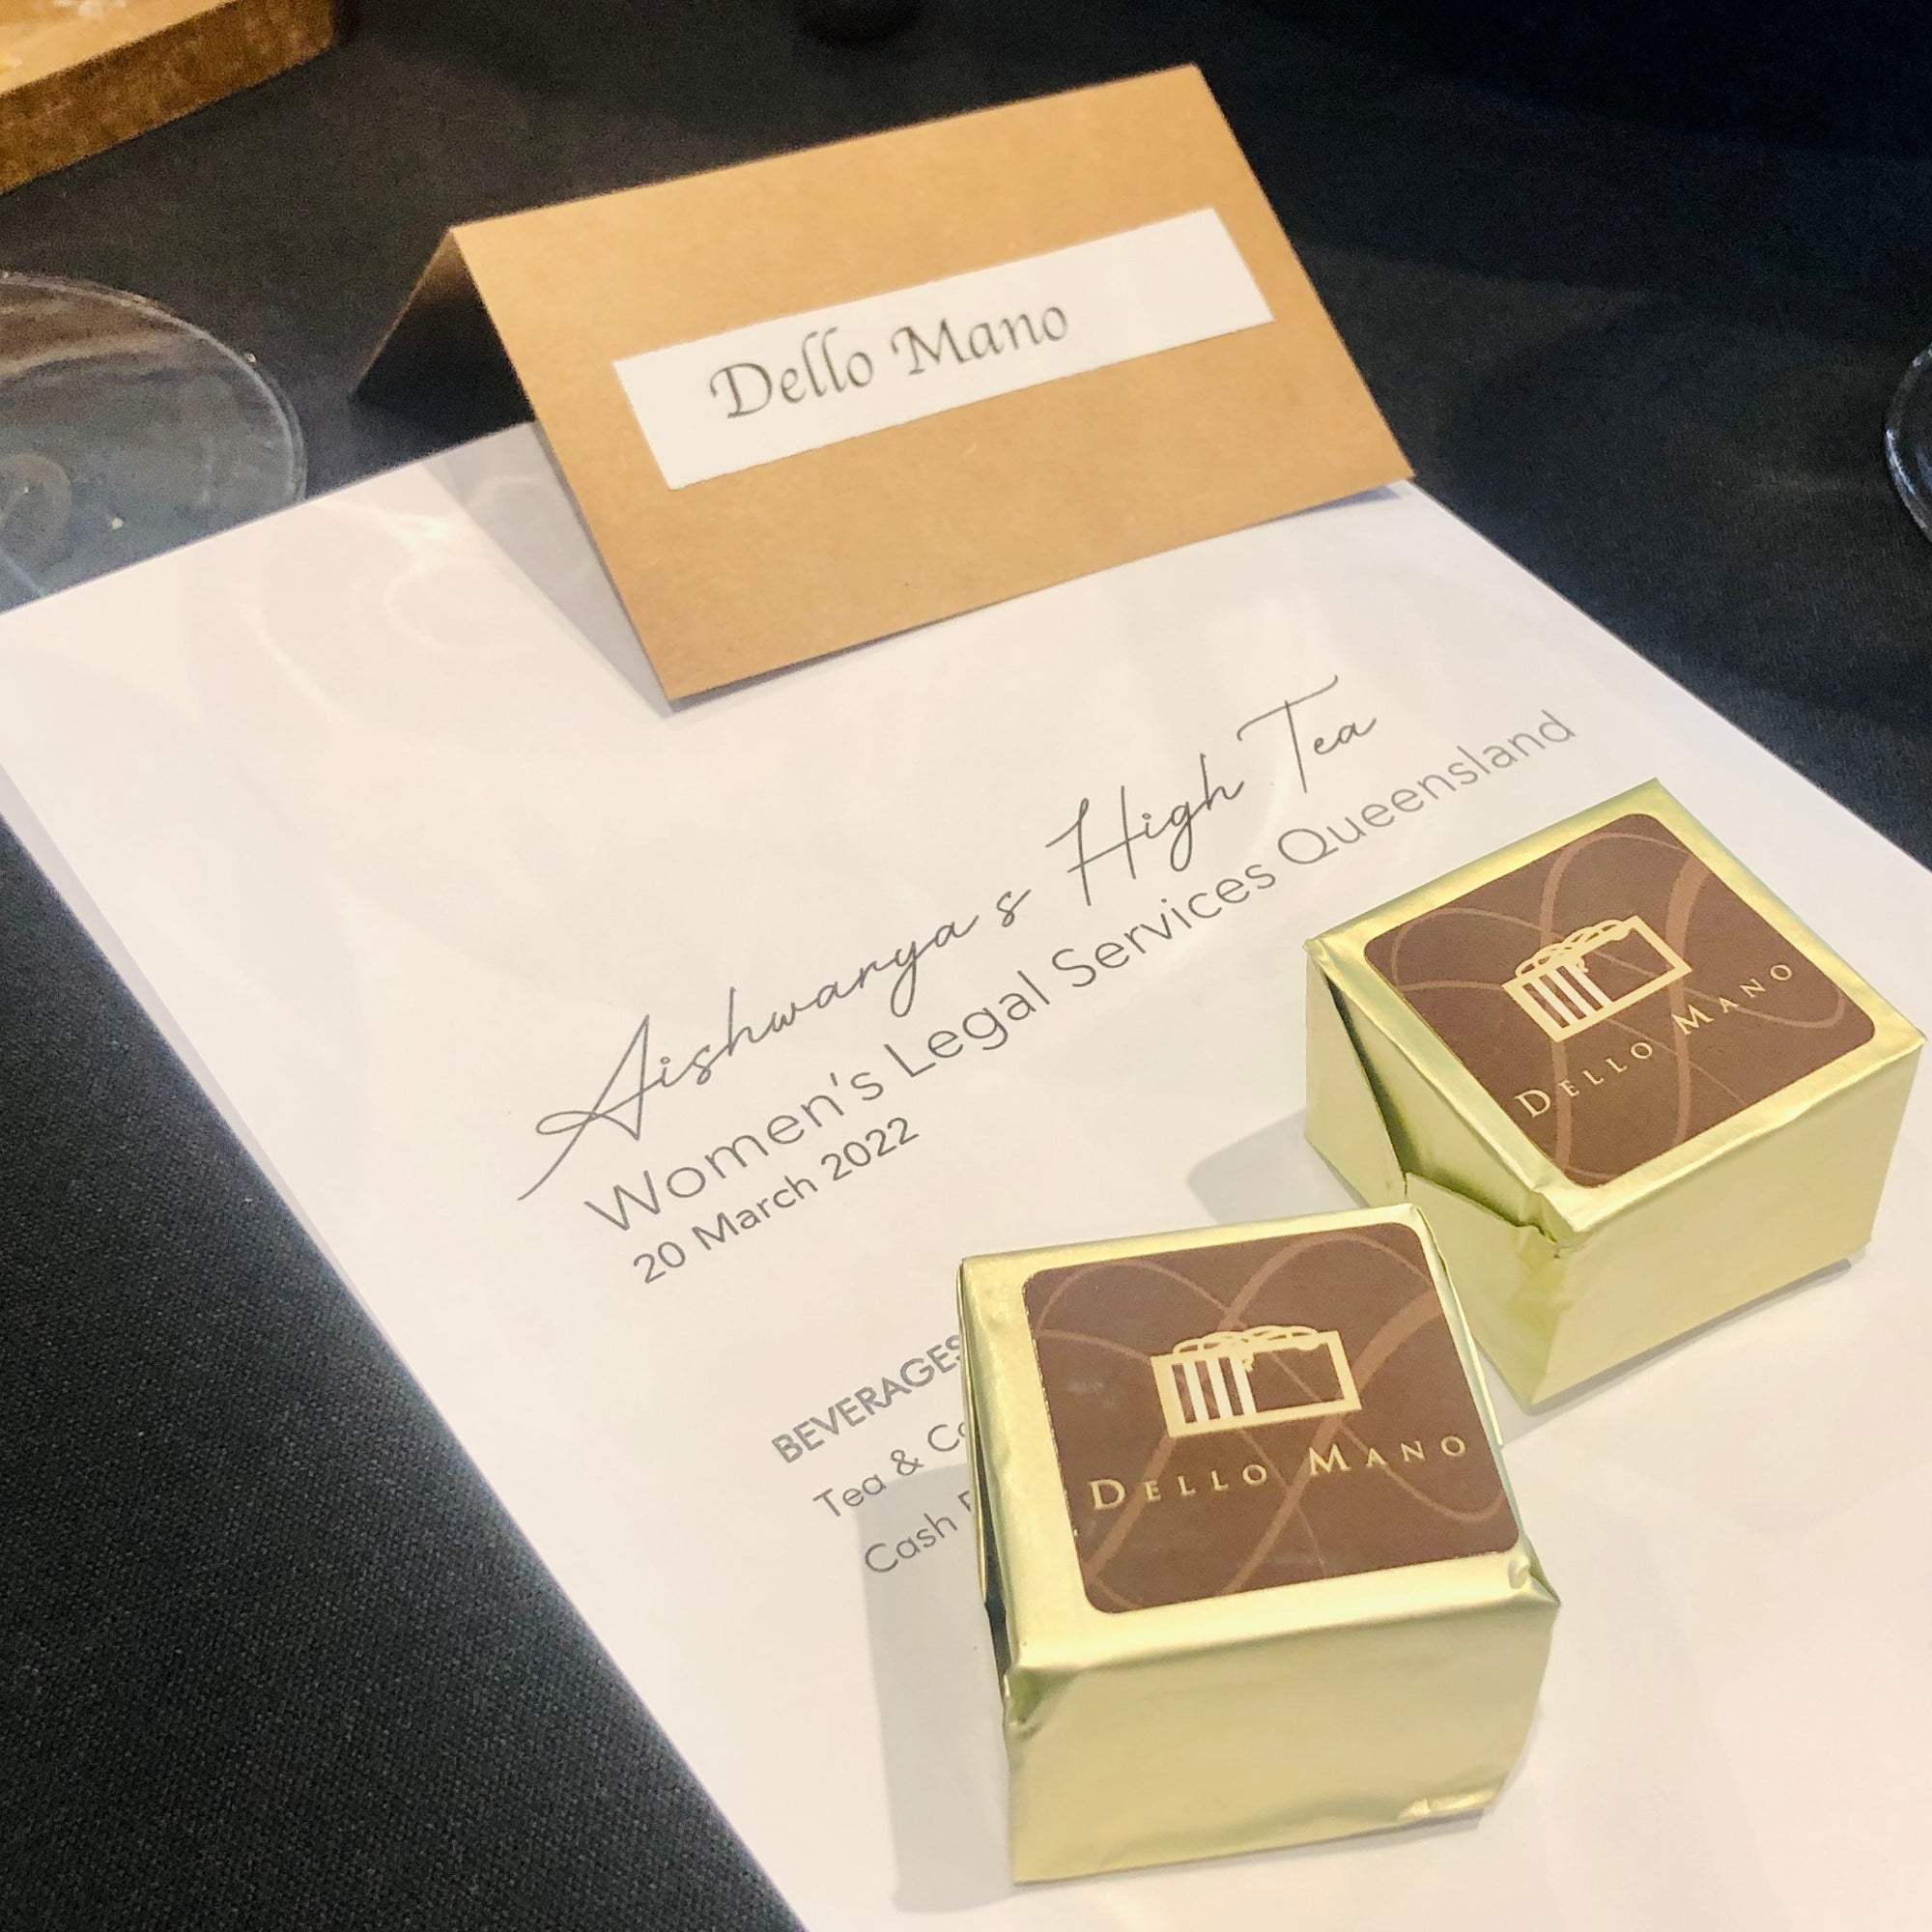 Dello Mano
Aishwarya's High Tea
Women's Legal Services Queensland
20 March 2022
BEVERAGES
Tea &
Cash
DELLO MANO
DELLO MANO